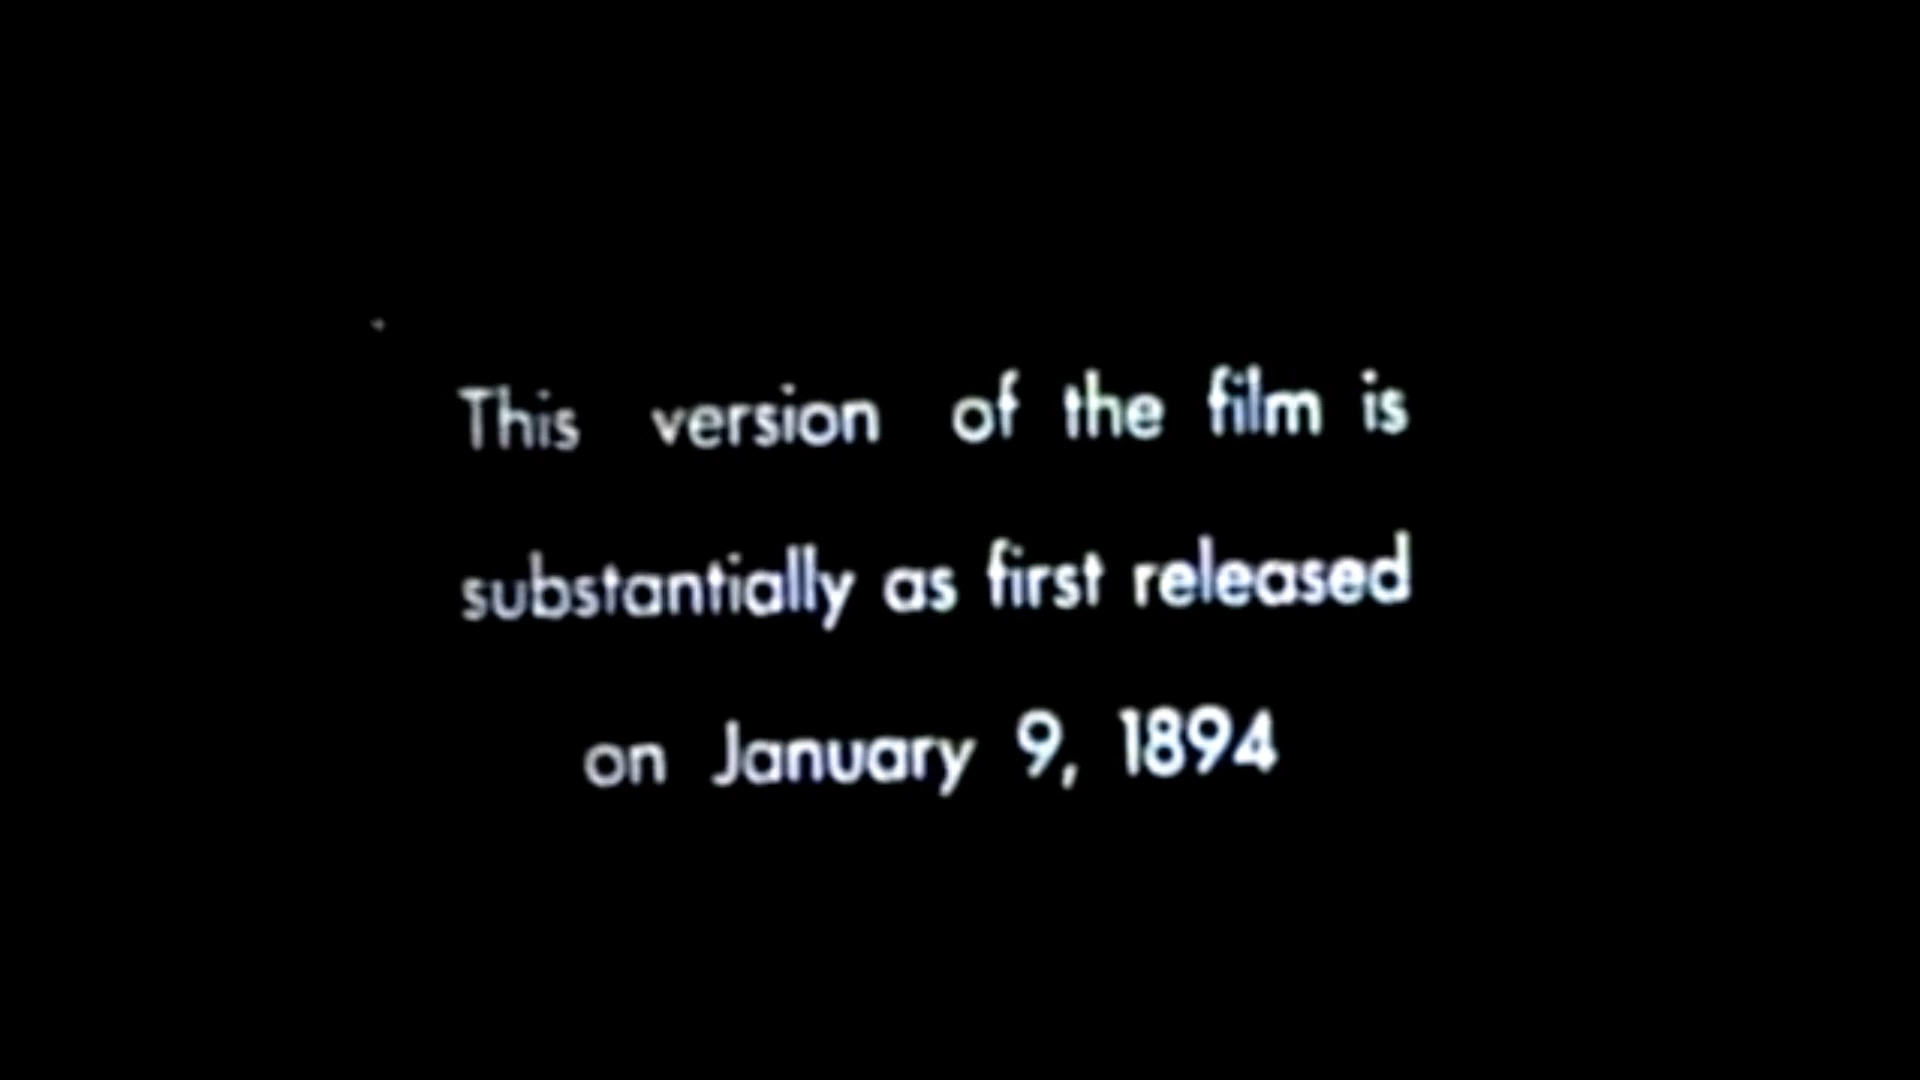 This version of the film is
substantially as first released
on January 9, 1894